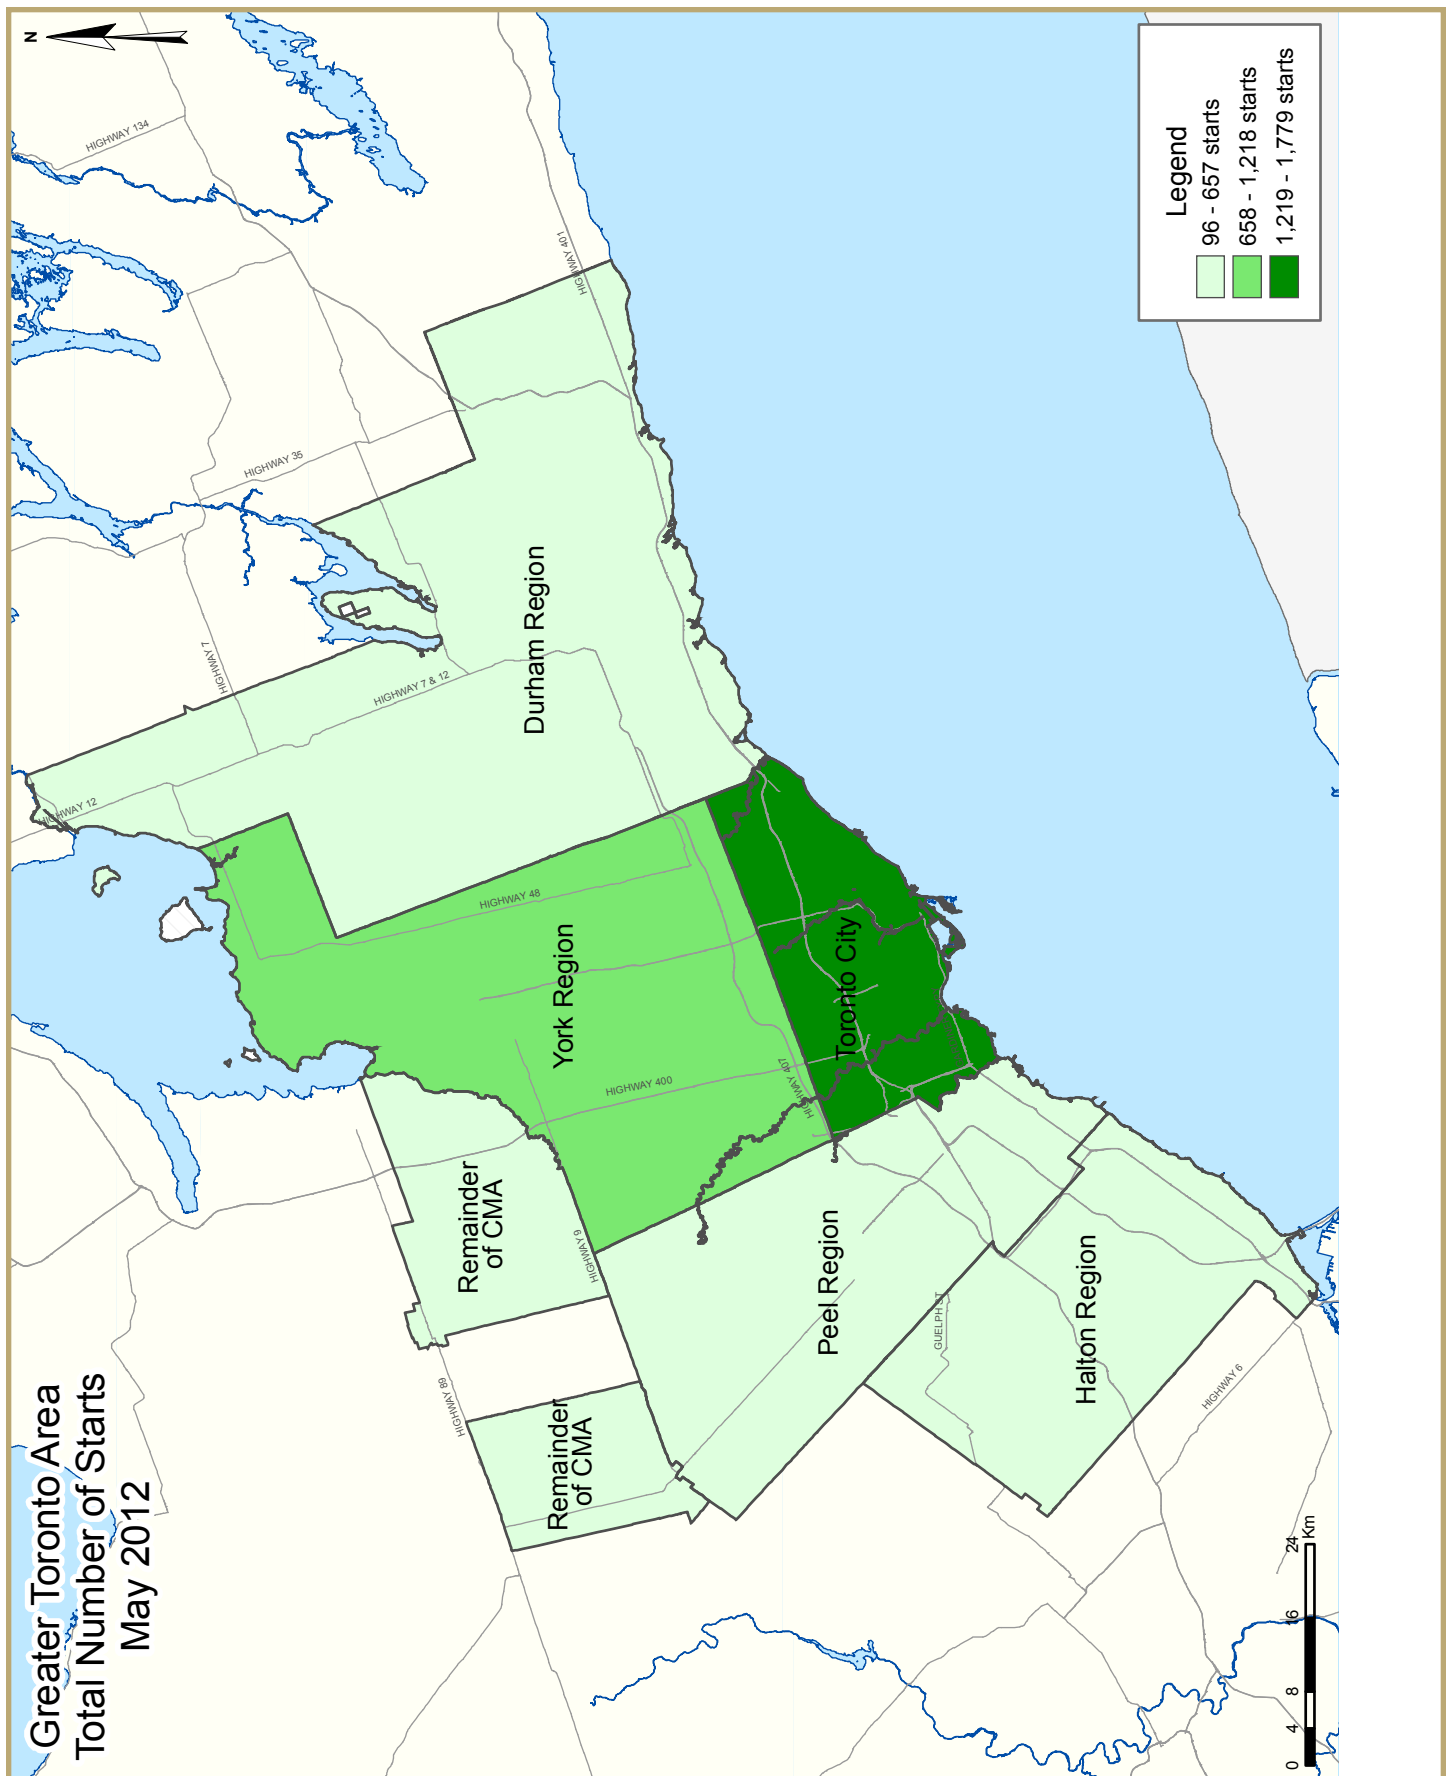 Greater Toronto Area
Total Number of Starts
May 2012
N
HIGHWAY 134
HIGHWAY 401
HIGHWAY 35
HIGHWAY 7
HIGHWAY 7 & 12
HIGHWAY 12
Durham Region
HIGHWAY 48
York Region
HIGHWAY 400
HIGHWAY 407
Toronto City
Remainder
of CMA
HIGHWAY 9
HIGHWAY 89
Remainder
of CMA
Peel Region
GUELPH ST
Halton Region
HIGHWAY 6
Legend
96 - 657 starts
658 - 1,218 starts
1,219 - 1,779 starts
0 4 8 16 24
Km